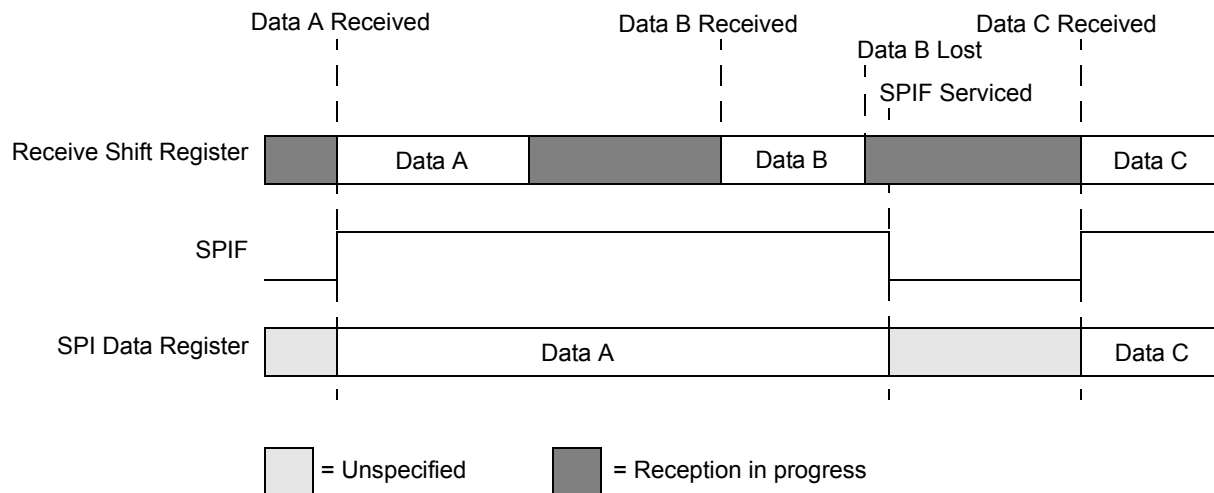 Data A Received
Data B Received
Data C Received
Data B Lost
SPIF Serviced
Receive Shift Register
Data A
Data B
Data C
SPIF
SPI Data Register
Data A
Data C
= Unspecified
= Reception in progress